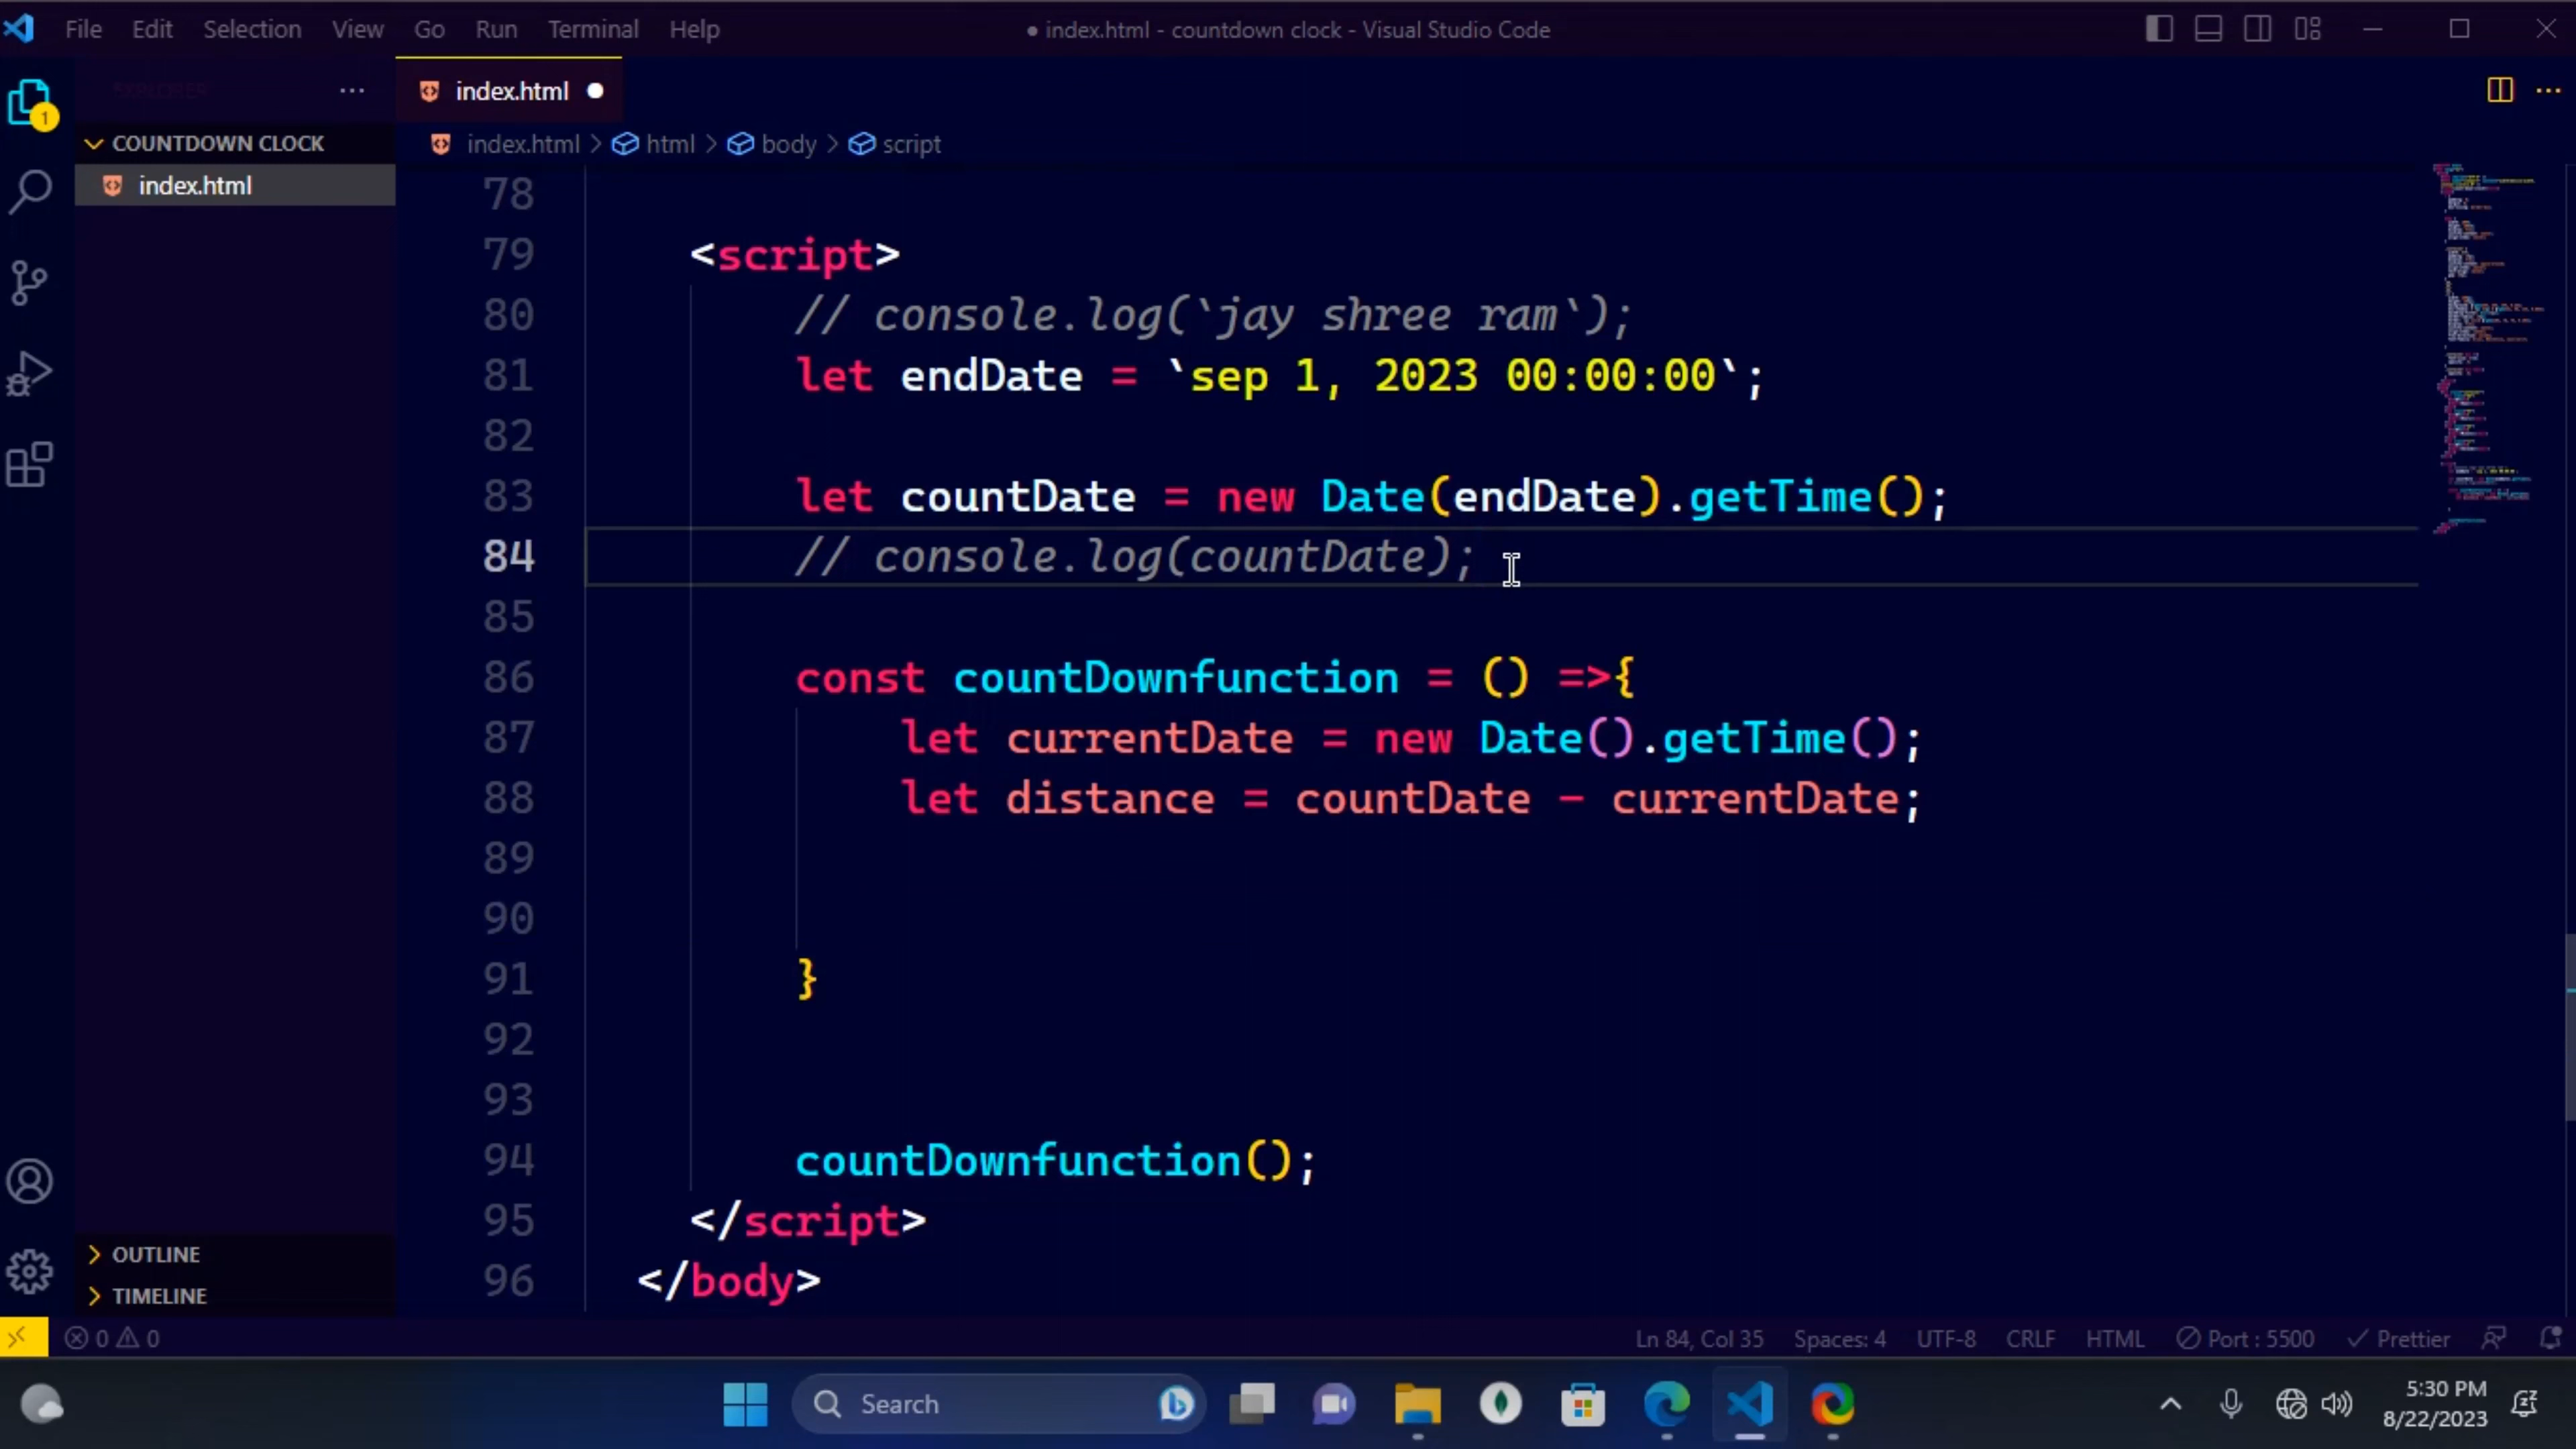 File Edit Selection View Go Run Terminal Help
● index.html - countdown clock - Visual Studio Code
EXPLORER
index.html
1
COUNTDOWN CLOCK
index.html > html > body > script
index.html
78
79 <script>
80 // console.log(`jay shree ram`);
81 let endDate = `sep 1, 2023 00:00:00`;
82
83 let countDate = new Date(endDate).getTime();
84 // console.log(countDate);
85
86 const countDownfunction = () =>{
87 let currentDate = new Date().getTime();
88 let distance = countDate - currentDate;
89
90
91 }
92
93
94 countDownfunction();
95 </script>
96 </body>
OUTLINE
TIMELINE
0 0 Ln 84, Col 35 Spaces: 4 UTF-8 CRLF HTML Port : 5500 Prettier
Search
5:30 PM
8/22/2023